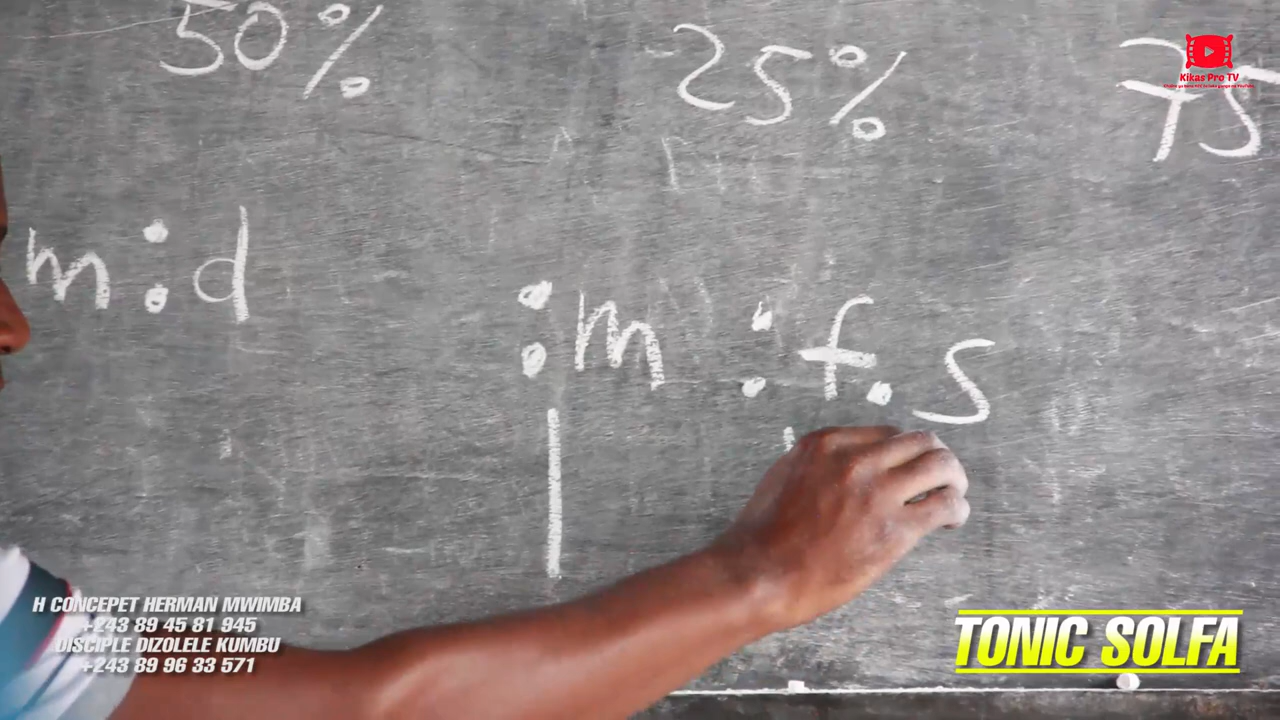 50% 25% 75
Kikas Pro TV
m:d :m :f.s
H CONCEPET HERMAN MWIMBA
+243 89 45 81 945
DISCIPLE DIZOLELE KUMBU
+243 89 96 33 571
TONIC SOLFA